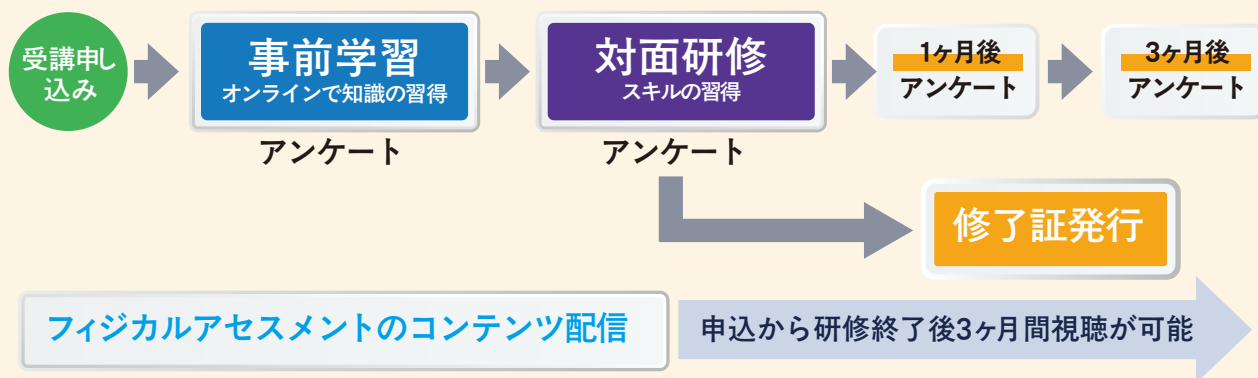 受講申し
込み
事前学習
オンラインで知識の習得
アンケート
対面研修
スキルの習得
アンケート
1ヶ月後
アンケート
3ヶ月後
アンケート
修了証発行
フィジカルアセスメントのコンテンツ配信
申込から研修終了後3ヶ月間視聴が可能